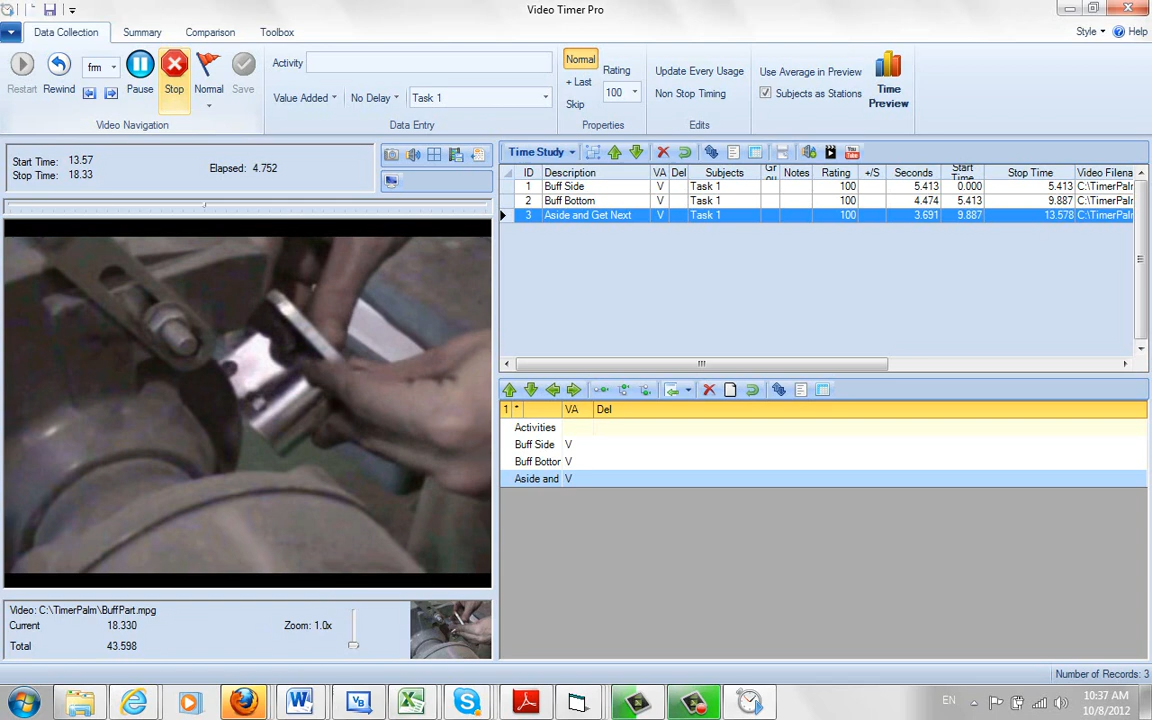 Video Timer Pro
Data Collection Summary Comparison Toolbox
Style Help
Restart Rewind frm Pause Stop Normal Save
Video Navigation
Activity
Value Added No Delay Task 1
Data Entry
Normal
+ Last
Skip
Rating
100
Properties
Update Every Usage
Non Stop Timing
Edits
Use Average in Preview
Subjects as Stations
Time
Preview
Start Time: 13.57
Stop Time: 18.33
Elapsed: 4.752
Time Study
ID Description VA Del Subjects Gr ou Notes Rating +/S Seconds Start Time Stop Time Video Filena
1 Buff Side V Task 1 100 5.413 0.000 5.413 C:\TimerPalr
2 Buff Bottom V Task 1 100 4.474 5.413 9.887 C:\TimerPalr
3 Aside and Get Next V Task 1 100 3.691 9.887 13.578 C:\TimerPalr
1 * VA Del
Activities
Buff Side V
Buff Bottor V
Aside and V
Video: C:\TimerPalm\BuffPart.mpg
Current 18.330 Zoom: 1.0x
Total 43.598
Number of Records: 3
EN
10:37 AM
10/8/2012